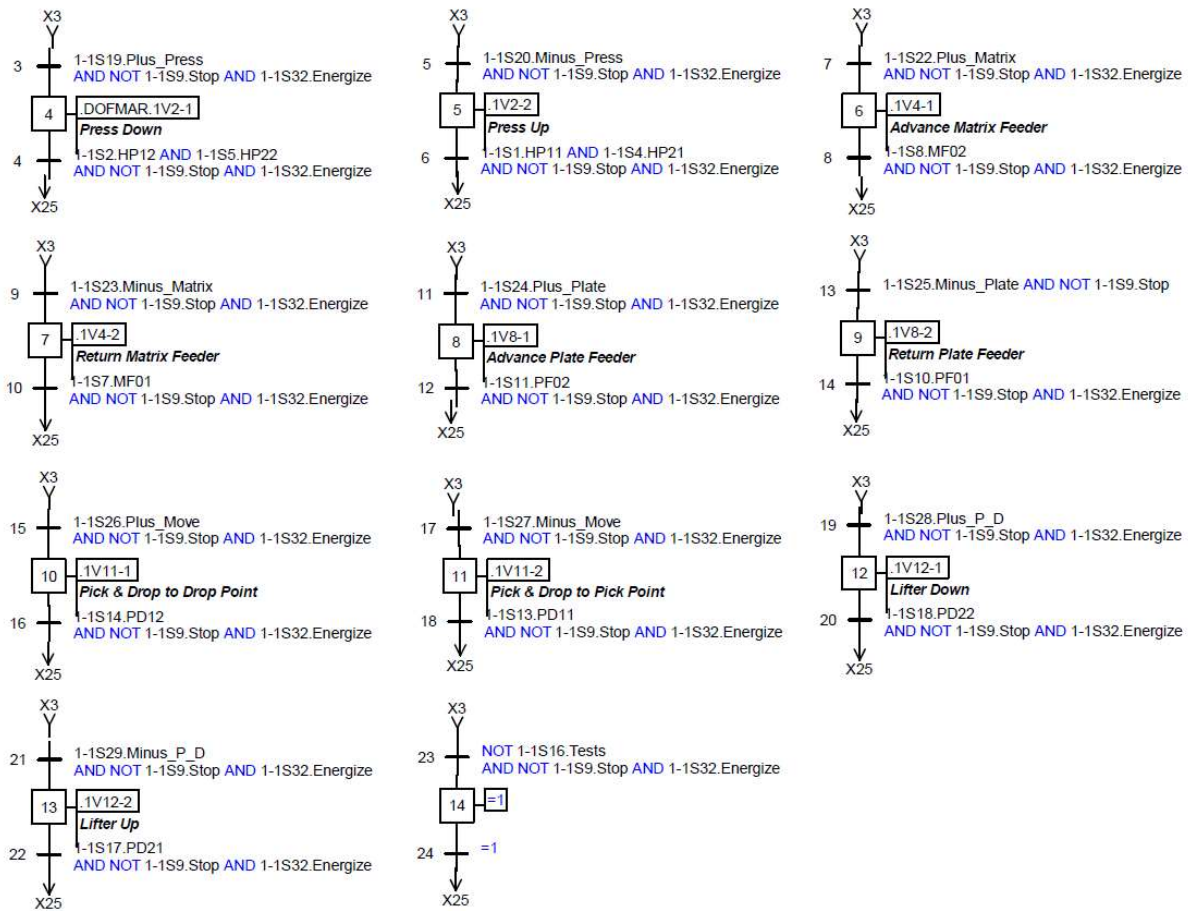 X3
3
1-1S19.Plus_Press
AND NOT 1-1S9.Stop AND 1-1S32.Energize
4
.DOFMAR.1V2-1
Press Down
4
1-1S2.HP12 AND 1-1S5.HP22
AND NOT 1-1S9.Stop AND 1-1S32.Energize
X25
X3
5
1-1S20.Minus_Press
AND NOT 1-1S9.Stop AND 1-1S32.Energize
5
.1V2-2
Press Up
6
1-1S1.HP11 AND 1-1S4.HP21
AND NOT 1-1S9.Stop AND 1-1S32.Energize
X25
X3
7
1-1S22.Plus_Matrix
AND NOT 1-1S9.Stop AND 1-1S32.Energize
6
.1V4-1
Advance Matrix Feeder
8
1-1S8.MF02
AND NOT 1-1S9.Stop AND 1-1S32.Energize
X25
X3
9
1-1S23.Minus_Matrix
AND NOT 1-1S9.Stop AND 1-1S32.Energize
7
.1V4-2
Return Matrix Feeder
10
1-1S7.MF01
AND NOT 1-1S9.Stop AND 1-1S32.Energize
X25
X3
11
1-1S24.Plus_Plate
AND NOT 1-1S9.Stop AND 1-1S32.Energize
8
.1V8-1
Advance Plate Feeder
12
1-1S11.PF02
AND NOT 1-1S9.Stop AND 1-1S32.Energize
X25
X3
13
1-1S25.Minus_Plate AND NOT 1-1S9.Stop
9
.1V8-2
Return Plate Feeder
14
1-1S10.PF01
AND NOT 1-1S9.Stop AND 1-1S32.Energize
X25
X3
15
1-1S26.Plus_Move
AND NOT 1-1S9.Stop AND 1-1S32.Energize
10
.1V11-1
Pick & Drop to Drop Point
16
1-1S14.PD12
AND NOT 1-1S9.Stop AND 1-1S32.Energize
X25
X3
17
1-1S27.Minus_Move
AND NOT 1-1S9.Stop AND 1-1S32.Energize
11
.1V11-2
Pick & Drop to Pick Point
18
1-1S13.PD11
AND NOT 1-1S9.Stop AND 1-1S32.Energize
X25
X3
19
1-1S28.Plus_P_D
AND NOT 1-1S9.Stop AND 1-1S32.Energize
12
.1V12-1
Lifter Down
20
1-1S18.PD22
AND NOT 1-1S9.Stop AND 1-1S32.Energize
X25
X3
21
1-1S29.Minus_P_D
AND NOT 1-1S9.Stop AND 1-1S32.Energize
13
.1V12-2
Lifter Up
22
1-1S17.PD21
AND NOT 1-1S9.Stop AND 1-1S32.Energize
X25
X3
23
NOT 1-1S16.Tests
AND NOT 1-1S9.Stop AND 1-1S32.Energize
14
=1
24
=1
X25